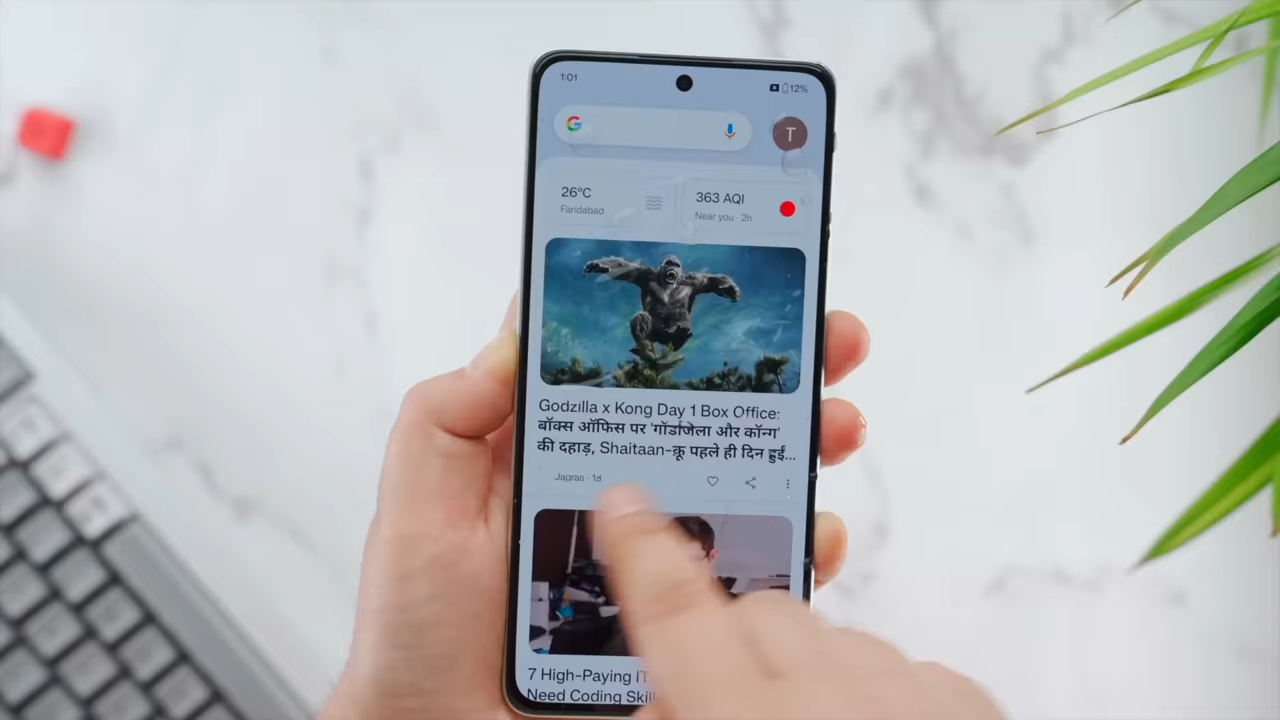 1:01
12%
G
T
26°C
Faridabad
363 AQI
Near you · 2h
Godzilla x Kong Day 1 Box Office:
बॉक्स ऑफिस पर 'गॉडजिला और कॉन्ग'
की दहाड़, Shaitaan-क्रू पहले ही दिन हुई...
Jagran · 1d
7 High-Paying IT
Need Coding Skil